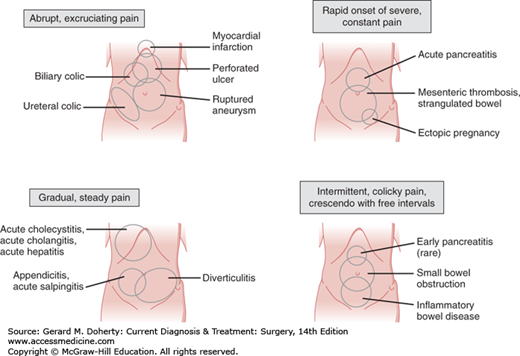 Abrupt, excruciating pain
Myocardial
infarction
Biliary colic
Perforated
ulcer
Ureteral colic
Ruptured
aneurysm
Rapid onset of severe,
constant pain
Acute pancreatitis
Mesenteric thrombosis,
strangulated bowel
Ectopic pregnancy
Gradual, steady pain
Acute cholecystitis,
acute cholangitis,
acute hepatitis
Appendicitis,
acute salpingitis
Diverticulitis
Intermittent, colicky pain,
crescendo with free intervals
Early pancreatitis
(rare)
Small bowel
obstruction
Inflammatory
bowel disease
Source: Gerard M. Doherty: Current Diagnosis & Treatment: Surgery, 14th Edition
www.accessmedicine.com
Copyright © McGraw-Hill Education. All rights reserved.